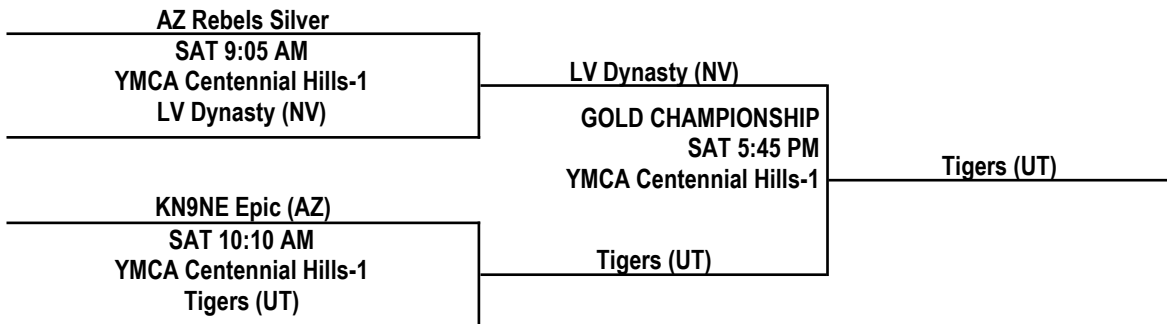 AZ Rebels Silver
SAT 9:05 AM
YMCA Centennial Hills-1
LV Dynasty (NV)
LV Dynasty (NV)
GOLD CHAMPIONSHIP
SAT 5:45 PM
YMCA Centennial Hills-1
Tigers (UT)
KN9NE Epic (AZ)
SAT 10:10 AM
YMCA Centennial Hills-1
Tigers (UT)
Tigers (UT)